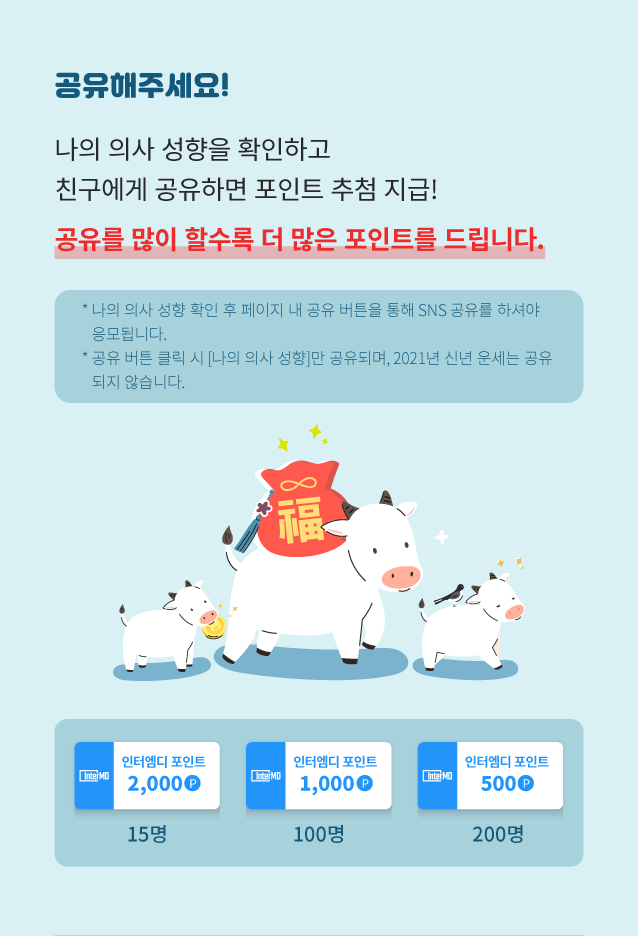 공유해주세요!
나의 의사 성향을 확인하고
친구에게 공유하면 포인트 추첨 지급!
공유를 많이 할수록 더 많은 포인트를 드립니다.
* 나의 의사 성향 확인 후 페이지 내 공유 버튼을 통해 SNS 공유를 하셔야
응모됩니다.
* 공유 버튼 클릭 시 [나의 의사 성향]만 공유되며, 2021년 신년 운세는 공유
되지 않습니다.
福
InterMD
인터엠디 포인트
2,000 P
15명
InterMD
인터엠디 포인트
1,000 P
100명
InterMD
인터엠디 포인트
500 P
200명